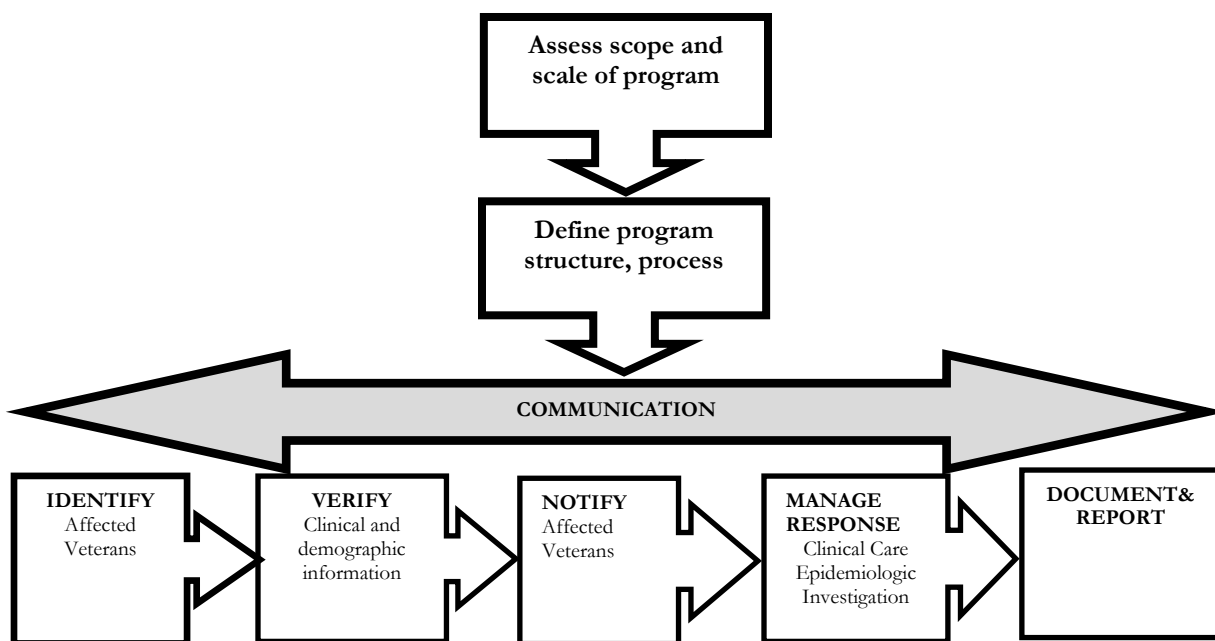 Assess scope and
scale of program
Define program
structure, process
COMMUNICATION
IDENTIFY
Affected
Veterans
VERIFY
Clinical and
demographic
information
NOTIFY
Affected
Veterans
MANAGE
RESPONSE
Clinical Care
Epidemiologic
Investigation
DOCUMENT&
REPORT